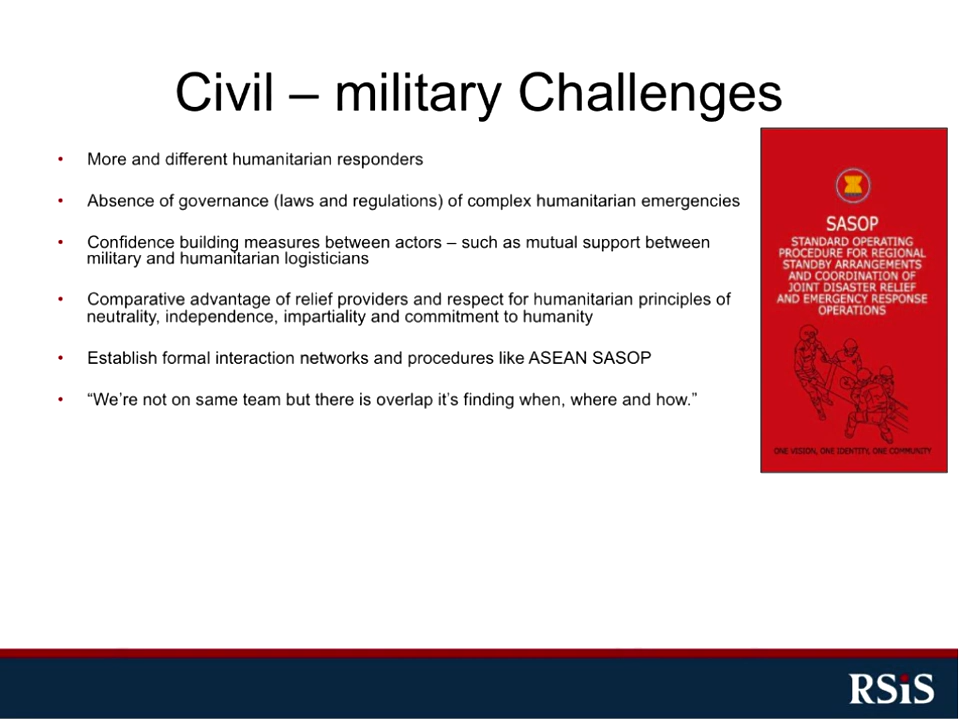 Civil – military Challenges
• More and different humanitarian responders
• Absence of governance (laws and regulations) of complex humanitarian emergencies
• Confidence building measures between actors – such as mutual support between
military and humanitarian logisticians
• Comparative advantage of relief providers and respect for humanitarian principles of
neutrality, independence, impartiality and commitment to humanity
• Establish formal interaction networks and procedures like ASEAN SASOP
• “We’re not on same team but there is overlap it’s finding when, where and how.”
SASOP
STANDARD OPERATING
PROCEDURE FOR REGIONAL
STANDBY ARRANGEMENTS
AND COORDINATION OF
JOINT DISASTER RELIEF
AND EMERGENCY RESPONSE
OPERATIONS
ONE VISION, ONE IDENTITY, ONE COMMUNITY
RSiS